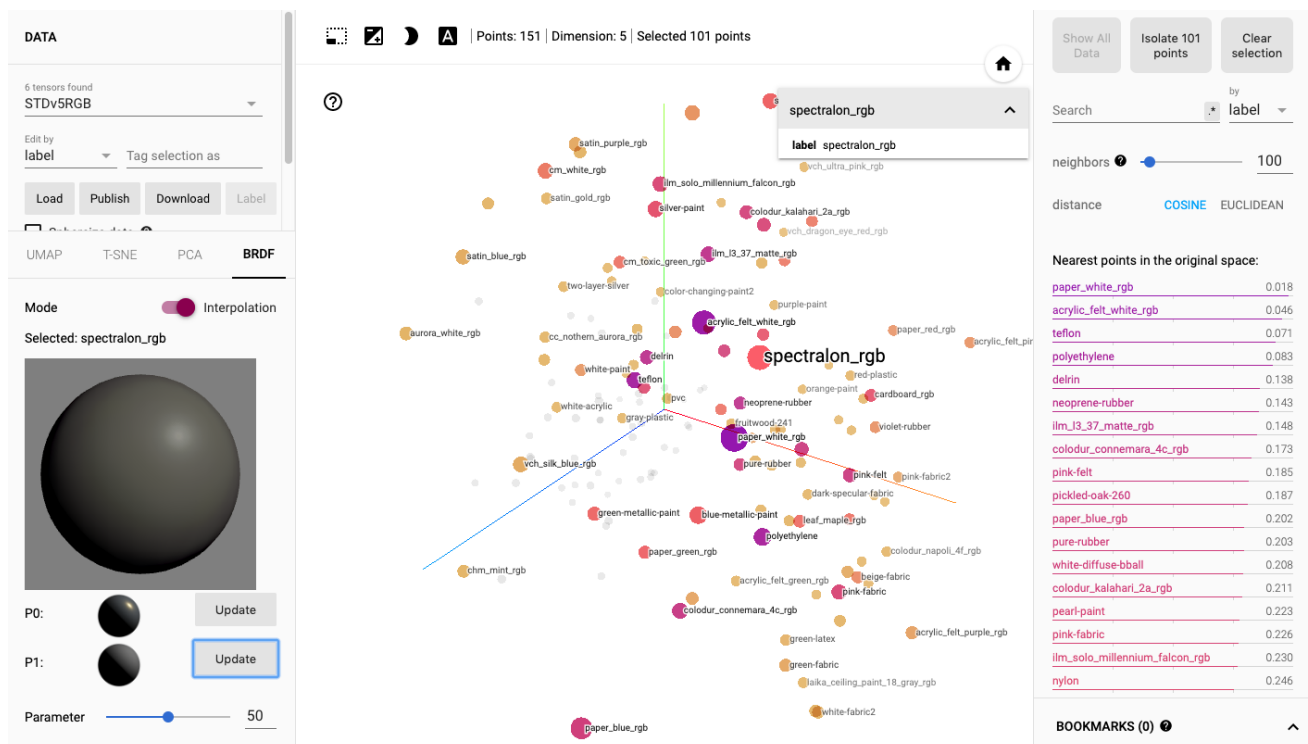 DATA
6 tensors found
STDv5RGB
Edit by
label
Tag selection as
Load Publish Download Label
UMAP T-SNE PCA BRDF
Mode Interpolation
Selected: spectralon_rgb
P0: Update
P1: Update
Parameter 50
A Points: 151 Dimension: 5 Selected 101 points
spectralon_rgb
label spectralon_rgb
satin_purple_rgb
cm_white_rgb
vch_ultra_pink_rgb
ilm_solo_millennium_falcon_rgb
satin_gold_rgb
silver-paint
colodur_kalahari_2a_rgb
vch_dragon_eye_red_rgb
satin_blue_rgb
cm_toxic_green_rgb
ilm_l3_37_matte_rgb
two-layer-silver
color-changing-paint2
purple-paint
acrylic_felt_white_rgb
aurora_white_rgb
cc_nothern_aurora_rgb
paper_red_rgb
acrylic_felt_pin
delrin
spectralon_rgb
white-paint
teflon
red-plastic
orange-paint
cardboard_rgb
pvc
white-acrylic
neoprene-rubber
gray-plastic
fruitwood-241
violet-rubber
paper_white_rgb
vch_silk_blue_rgb
pure-rubber
pink-felt
pink-fabric2
dark-specular-fabric
green-metallic-paint
blue-metallic-paint
leaf_maple_rgb
polyethylene
paper_green_rgb
colodur_napoli_4f_rgb
chm_mint_rgb
acrylic_felt_green_rgb
beige-fabric
pink-fabric
colodur_connemara_4c_rgb
acrylic_felt_purple_rgb
green-latex
green-fabric
laika_ceiling_paint_18_gray_rgb
white-fabric2
paper_blue_rgb
Show All Data
Isolate 101 points
Clear selection
Search .* by label
neighbors 100
distance COSINE EUCLIDEAN
Nearest points in the original space:
paper_white_rgb 0.018
acrylic_felt_white_rgb 0.046
teflon 0.071
polyethylene 0.083
delrin 0.138
neoprene-rubber 0.143
ilm_l3_37_matte_rgb 0.148
colodur_connemara_4c_rgb 0.173
pink-felt 0.185
pickled-oak-260 0.187
paper_blue_rgb 0.202
pure-rubber 0.203
white-diffuse-bball 0.208
colodur_kalahari_2a_rgb 0.211
pearl-paint 0.223
pink-fabric 0.226
ilm_solo_millennium_falcon_rgb 0.230
nylon 0.246
BOOKMARKS (0)